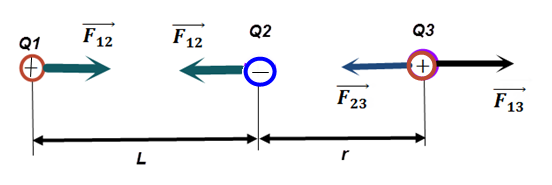 Q1 F₁₂ F₁₂ Q2 Q3
+ − +
F₂₃ F₁₃
L r